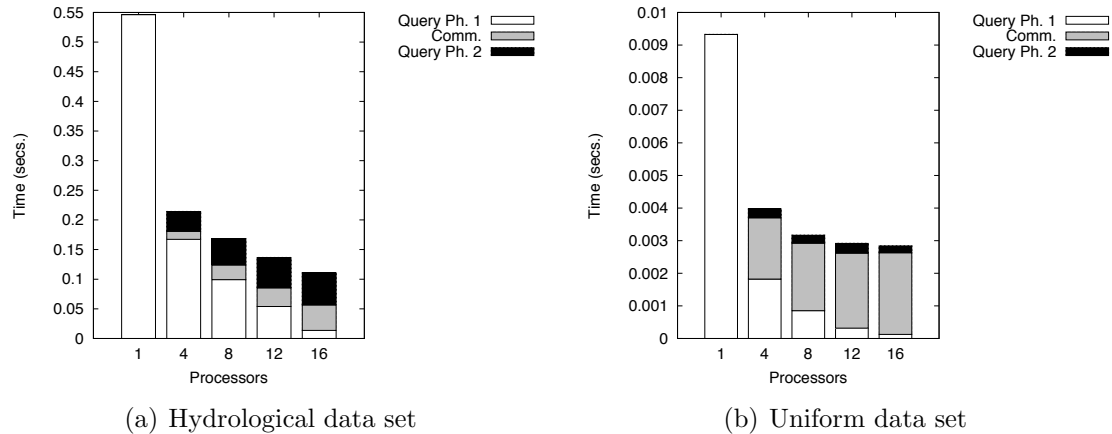 0.55
0.5
0.45
0.4
0.35
0.3
0.25
0.2
0.15
0.1
0.05
0
Time (secs.)
1 4 8 12 16
Processors
Query Ph. 1
Comm.
Query Ph. 2
(a) Hydrological data set
0.01
0.009
0.008
0.007
0.006
0.005
0.004
0.003
0.002
0.001
0
Time (secs.)
1 4 8 12 16
Processors
Query Ph. 1
Comm.
Query Ph. 2
(b) Uniform data set